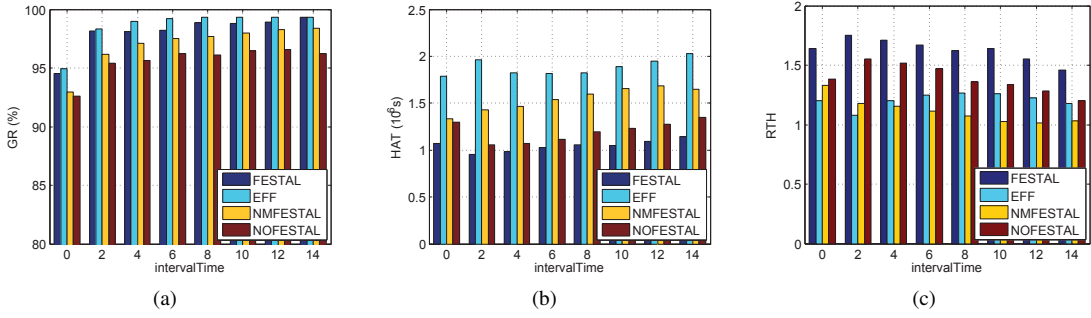 100
95
90
85
80
GR (%)
FESTAL
EFF
NMFESTAL
NOFESTAL
0 2 4 6 8 10 12 14
intervalTime
(a)
2.5
2
1.5
1
0.5
0
HAT (10⁶s)
FESTAL
EFF
NMFESTAL
NOFESTAL
0 2 4 6 8 10 12 14
intervalTime
(b)
2
1.5
1
0.5
0
RTH
FESTAL
EFF
NMFESTAL
NOFESTAL
0 2 4 6 8 10 12 14
intervalTime
(c)